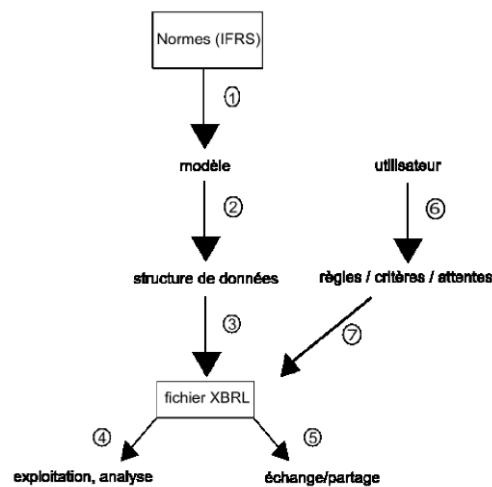 Normes (IFRS)
①
modèle
utilisateur
②
⑥
structure de données
règles / critères / attentes
③
⑦
fichier XBRL
④
⑤
exploitation, analyse
échange/partage